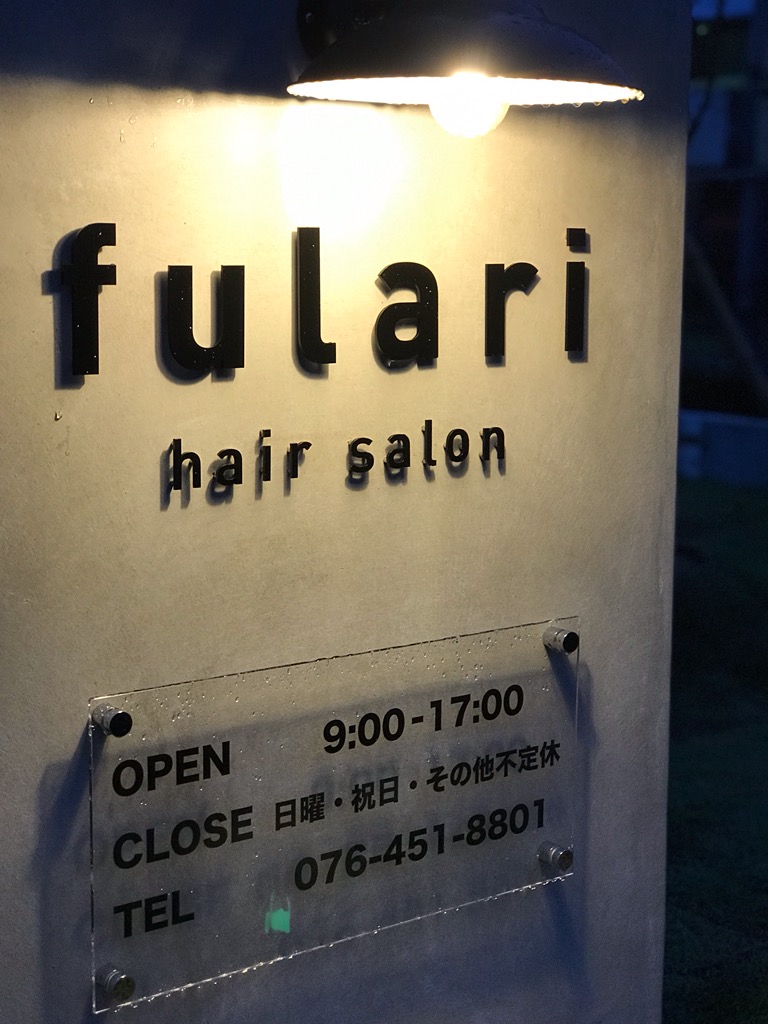 fulari
hair salon
OPEN 9:00-17:00
CLOSE 日曜・祝日・その他不定休
TEL 076-451-8801